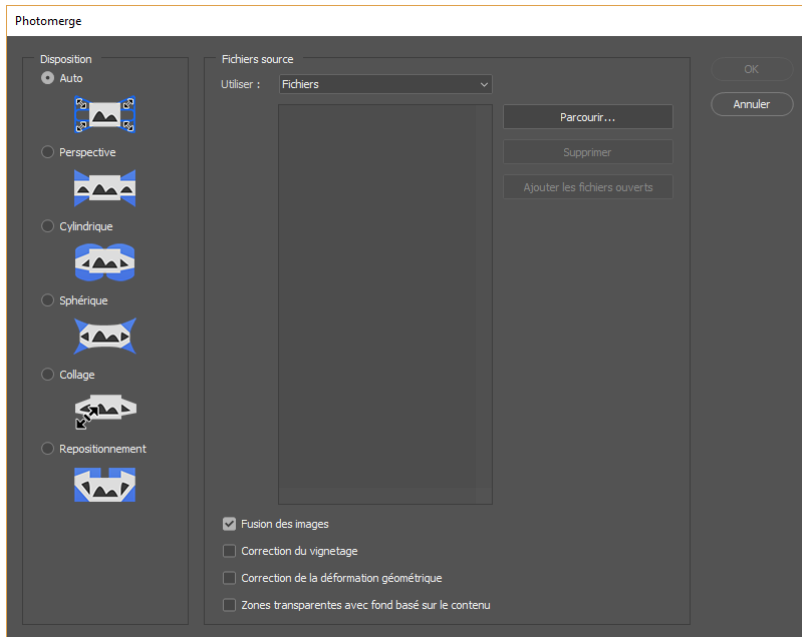 Photomerge
Disposition
Auto
Perspective
Cylindrique
Sphérique
Collage
Repositionnement
Fichiers source
Utiliser :
Fichiers
Parcourir...
Supprimer
Ajouter les fichiers ouverts
Fusion des images
Correction du vignetage
Correction de la déformation géométrique
Zones transparentes avec fond basé sur le contenu
OK
Annuler